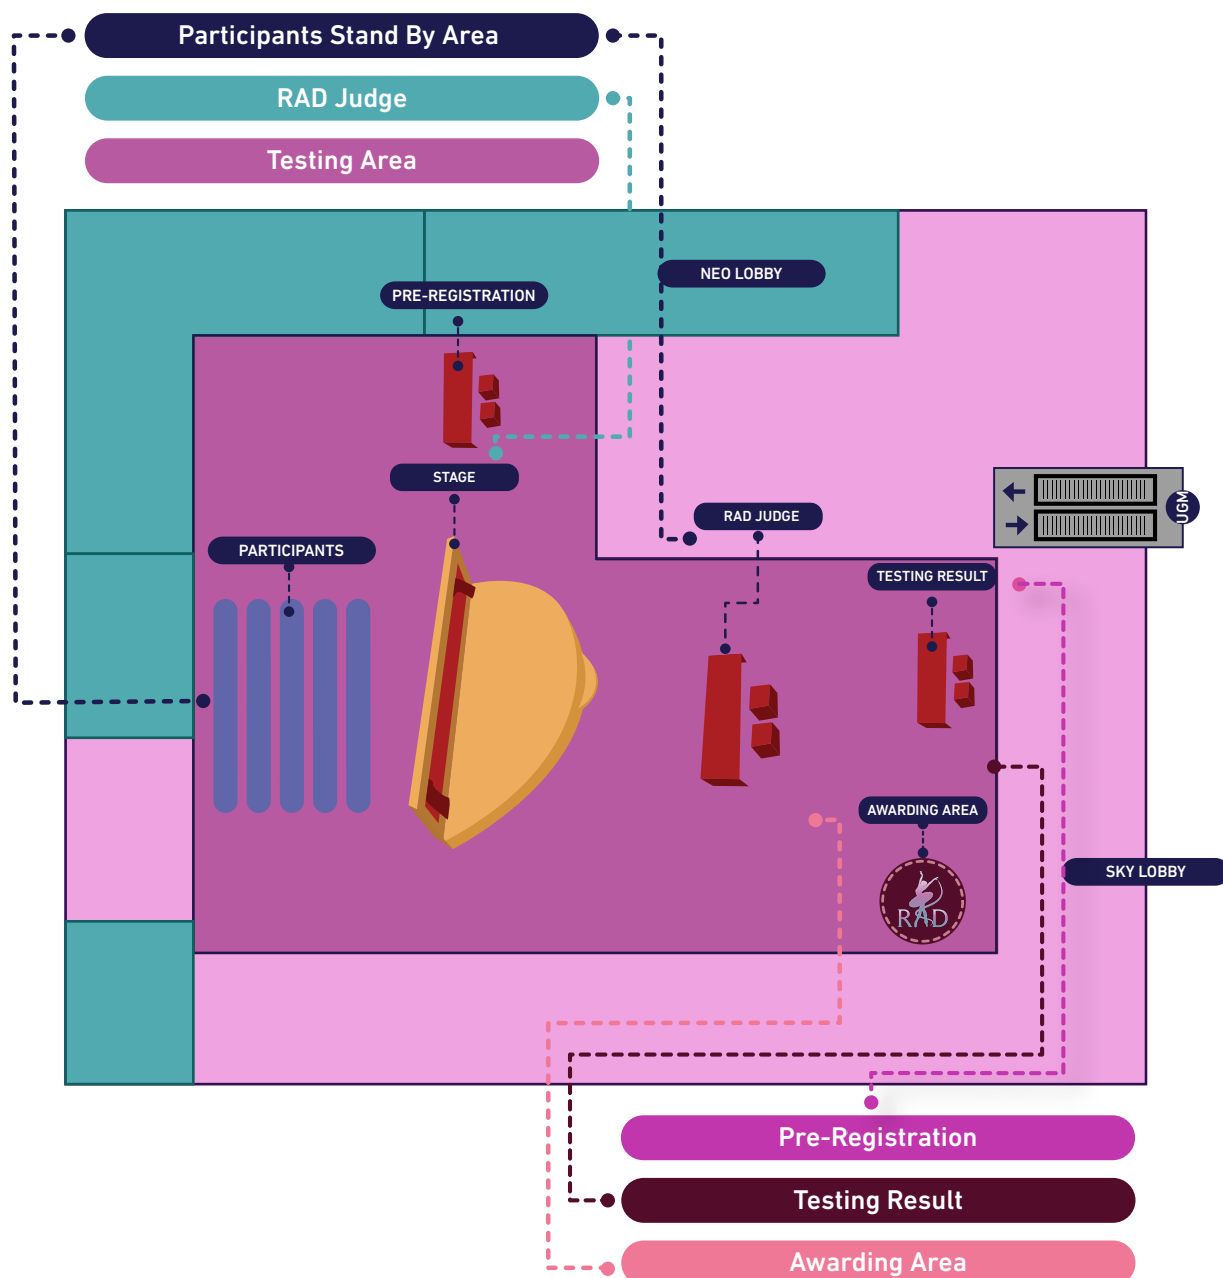 Participants Stand By Area
RAD Judge
Testing Area
NEO LOBBY
PRE-REGISTRATION
STAGE
UGM
RAD JUDGE
PARTICIPANTS
TESTING RESULT
AWARDING AREA
SKY LOBBY
RAD
Pre-Registration
Testing Result
Awarding Area